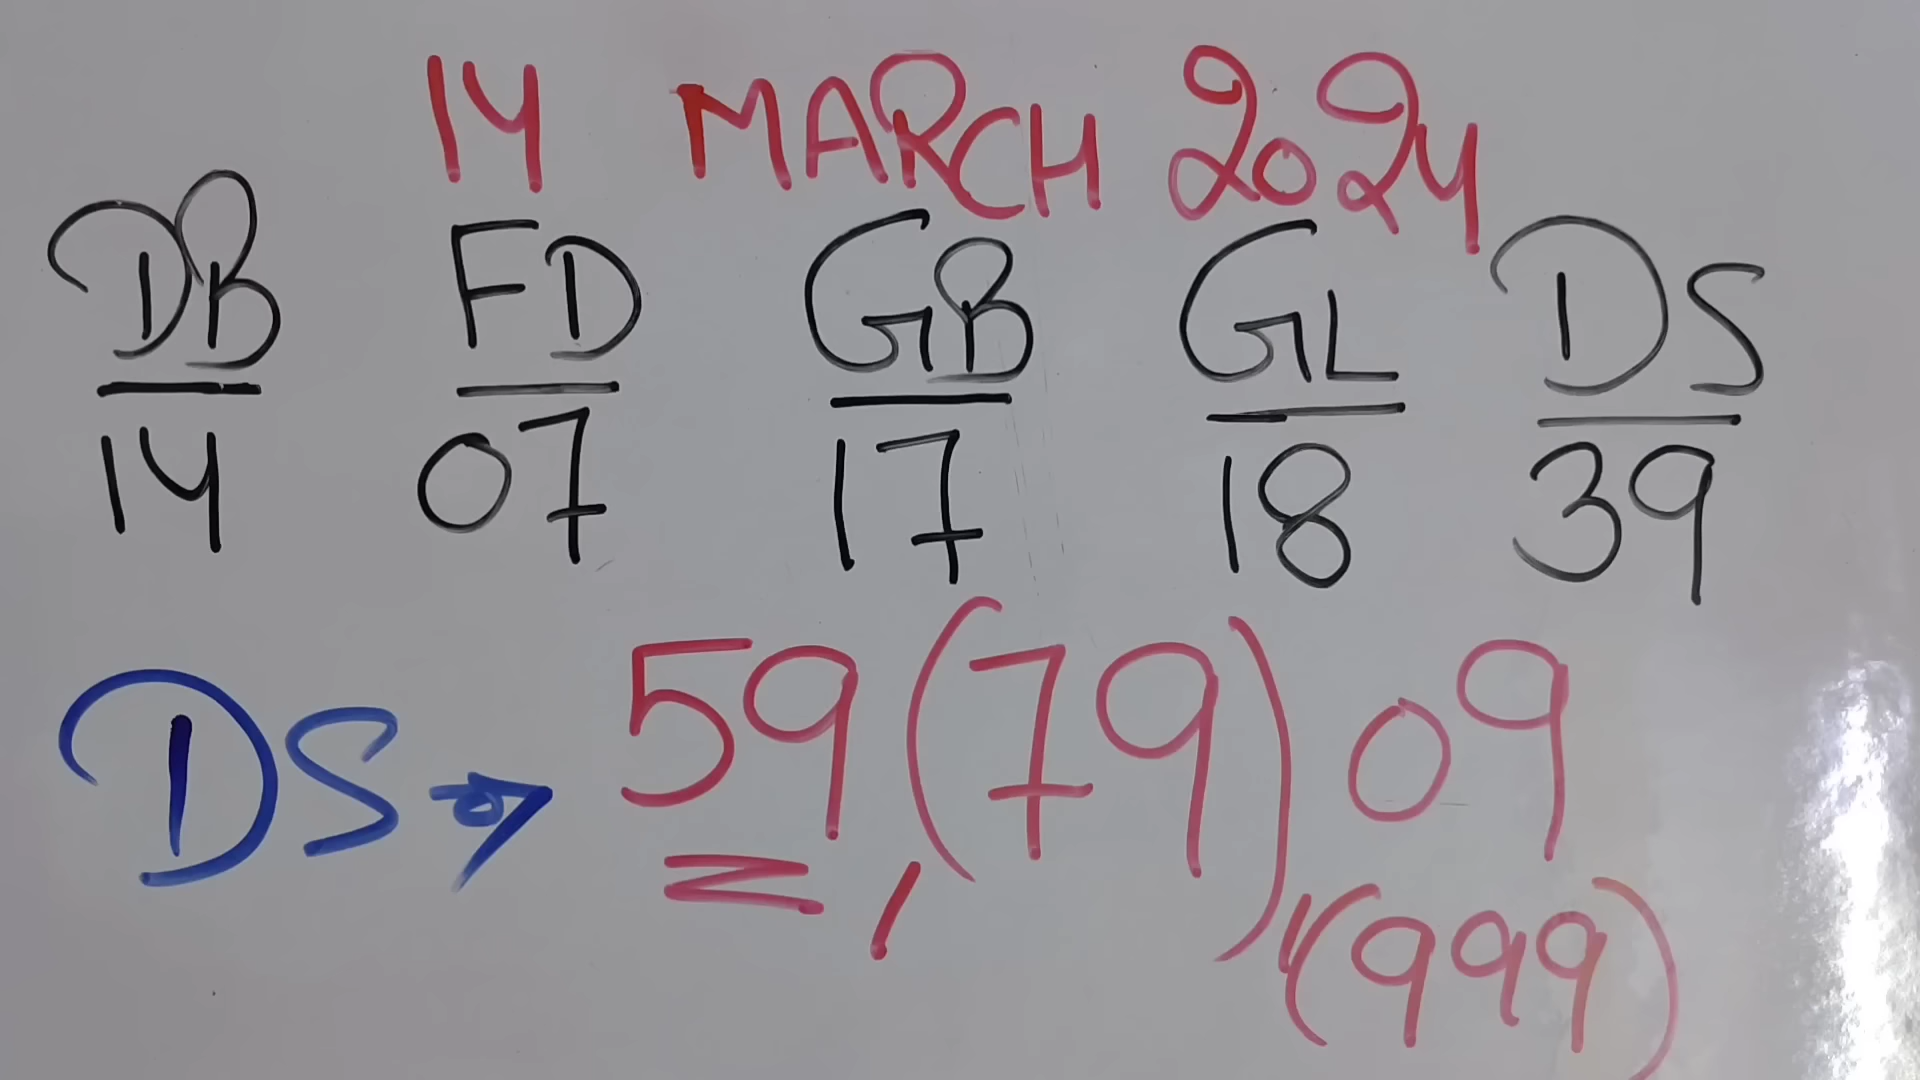 14 MARCH 2024
DB FD GB GL DS
14 07 17 18 39
DS → 59, (79) 09
(999)